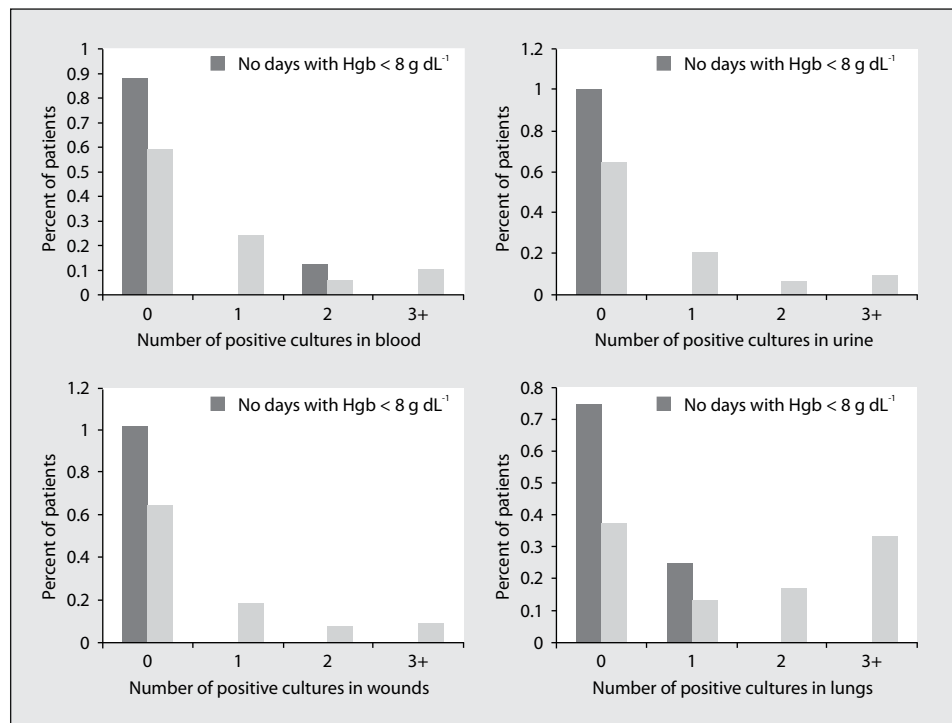 1
0.9
0.8
0.7
0.6
0.5
0.4
0.3
0.2
0.1
0
Percent of patients
No days with Hgb < 8 g dL⁻¹
0 1 2 3+
Number of positive cultures in blood
1.2
1
0.8
0.6
0.4
0.2
0
Percent of patients
No days with Hgb < 8 g dL⁻¹
0 1 2 3+
Number of positive cultures in urine
1.2
1
0.8
0.6
0.4
0.2
0
Percent of patients
No days with Hgb < 8 g dL⁻¹
0 1 2 3+
Number of positive cultures in wounds
0.8
0.7
0.6
0.5
0.4
0.3
0.2
0.1
0
Percent of patients
No days with Hgb < 8 g dL⁻¹
0 1 2 3+
Number of positive cultures in lungs